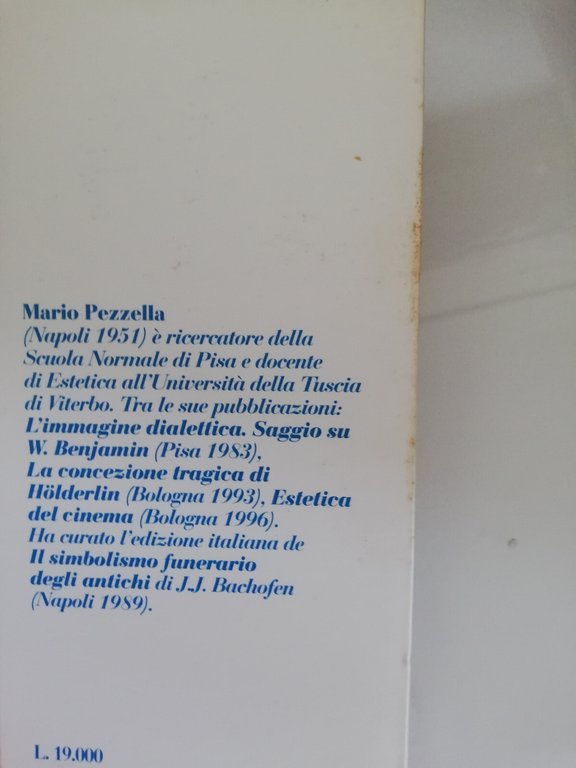 Mario Pezzella
(Napoli 1951) è ricercatore della
Scuola Normale di Pisa e docente
di Estetica all'Università della Tuscia
di Viterbo. Tra le sue pubblicazioni:
L'immagine dialettica. Saggio su
W. Benjamin (Pisa 1983),
La concezione tragica di
Hölderlin (Bologna 1993), Estetica
del cinema (Bologna 1996).
Ha curato l'edizione italiana de
Il simbolismo funerario
degli antichi di J.J. Bachofen
(Napoli 1989).
L. 19.000